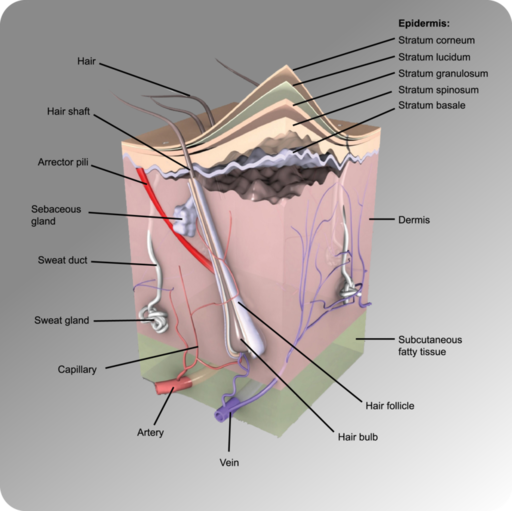 Epidermis:
Stratum corneum
Stratum lucidum
Stratum granulosum
Stratum spinosum
Stratum basale
Hair
Hair shaft
Arrector pili
Sebaceous
gland
Sweat duct
Sweat gland
Capillary
Artery
Vein
Dermis
Subcutaneous
fatty tissue
Hair follicle
Hair bulb